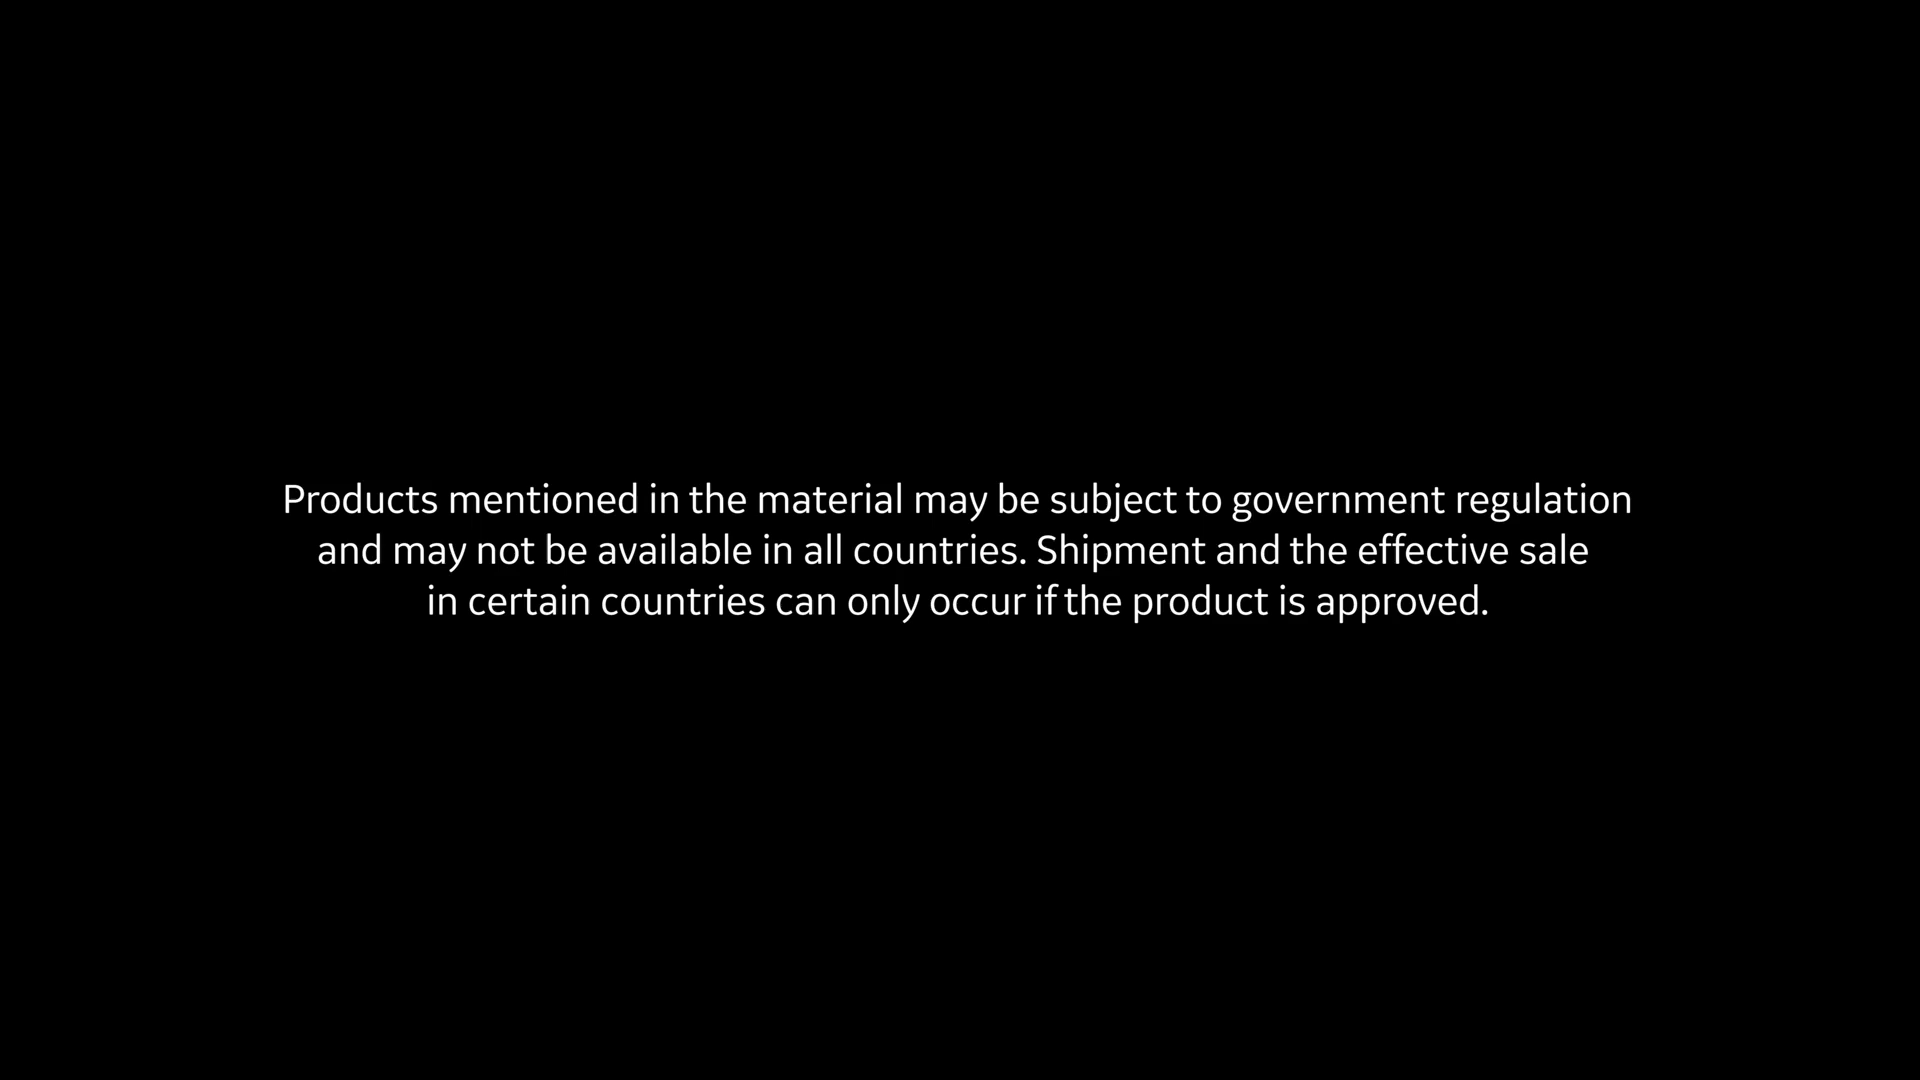 Products mentioned in the material may be subject to government regulation
and may not be available in all countries. Shipment and the effective sale
in certain countries can only occur if the product is approved.